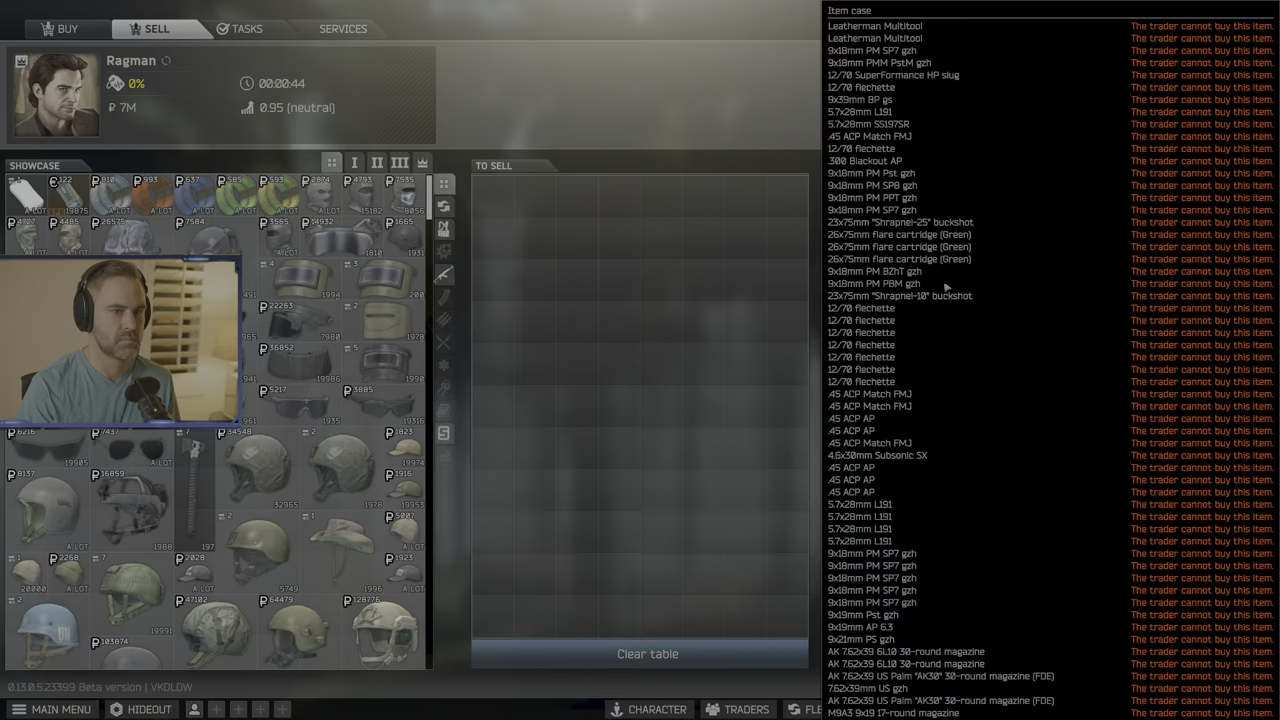 BUY SELL TASKS SERVICES
Ragman
0% 00:00:44
₽ 7M 0.95 (neutral)
SHOWCASE I II III TO SELL
Clear table
0.13.0.5.23399 Beta version | VKDLOW
MAIN MENU HIDEOUT CHARACTER TRADERS FLE
Item case
Leatherman Multitool The trader cannot buy this item.
Leatherman Multitool The trader cannot buy this item.
9x18mm PM SP7 gzh The trader cannot buy this item.
9x18mm PMM PstM gzh The trader cannot buy this item.
12/70 SuperFormance HP slug The trader cannot buy this item.
12/70 flechette The trader cannot buy this item.
9x39mm BP gs The trader cannot buy this item.
5.7x28mm L191 The trader cannot buy this item.
5.7x28mm SS197SR The trader cannot buy this item.
.45 ACP Match FMJ The trader cannot buy this item.
12/70 flechette The trader cannot buy this item.
.300 Blackout AP The trader cannot buy this item.
9x18mm PM Pst gzh The trader cannot buy this item.
9x18mm PM SP8 gzh The trader cannot buy this item.
9x18mm PM PPT gzh The trader cannot buy this item.
9x18mm PM SP7 gzh The trader cannot buy this item.
23x75mm "Shrapnel-25" buckshot The trader cannot buy this item.
26x75mm flare cartridge (Green) The trader cannot buy this item.
26x75mm flare cartridge (Green) The trader cannot buy this item.
26x75mm flare cartridge (Green) The trader cannot buy this item.
9x18mm PM BZhT gzh The trader cannot buy this item.
9x18mm PM PBM gzh The trader cannot buy this item.
23x75mm "Shrapnel-10" buckshot The trader cannot buy this item.
12/70 flechette The trader cannot buy this item.
12/70 flechette The trader cannot buy this item.
12/70 flechette The trader cannot buy this item.
12/70 flechette The trader cannot buy this item.
12/70 flechette The trader cannot buy this item.
12/70 flechette The trader cannot buy this item.
12/70 flechette The trader cannot buy this item.
.45 ACP Match FMJ The trader cannot buy this item.
.45 ACP Match FMJ The trader cannot buy this item.
.45 ACP AP The trader cannot buy this item.
.45 ACP AP The trader cannot buy this item.
.45 ACP Match FMJ The trader cannot buy this item.
4.6x30mm Subsonic SX The trader cannot buy this item.
.45 ACP AP The trader cannot buy this item.
.45 ACP AP The trader cannot buy this item.
.45 ACP AP The trader cannot buy this item.
5.7x28mm L191 The trader cannot buy this item.
5.7x28mm L191 The trader cannot buy this item.
5.7x28mm L191 The trader cannot buy this item.
5.7x28mm L191 The trader cannot buy this item.
9x18mm PM SP7 gzh The trader cannot buy this item.
9x18mm PM SP7 gzh The trader cannot buy this item.
9x18mm PM SP7 gzh The trader cannot buy this item.
9x18mm PM SP7 gzh The trader cannot buy this item.
9x18mm PM SP7 gzh The trader cannot buy this item.
9x19mm Pst gzh The trader cannot buy this item.
9x19mm AP 6.3 The trader cannot buy this item.
9x21mm PS gzh The trader cannot buy this item.
AK 7.62x39 6L10 30-round magazine The trader cannot buy this item.
AK 7.62x39 6L10 30-round magazine The trader cannot buy this item.
AK 7.62x39 US Palm "AK30" 30-round magazine (FDE) The trader cannot buy this item.
7.62x39mm US gzh The trader cannot buy this item.
AK 7.62x39 US Palm "AK30" 30-round magazine (FDE) The trader cannot buy this item.
M9A3 9x19 17-round magazine The trader cannot buy this item.